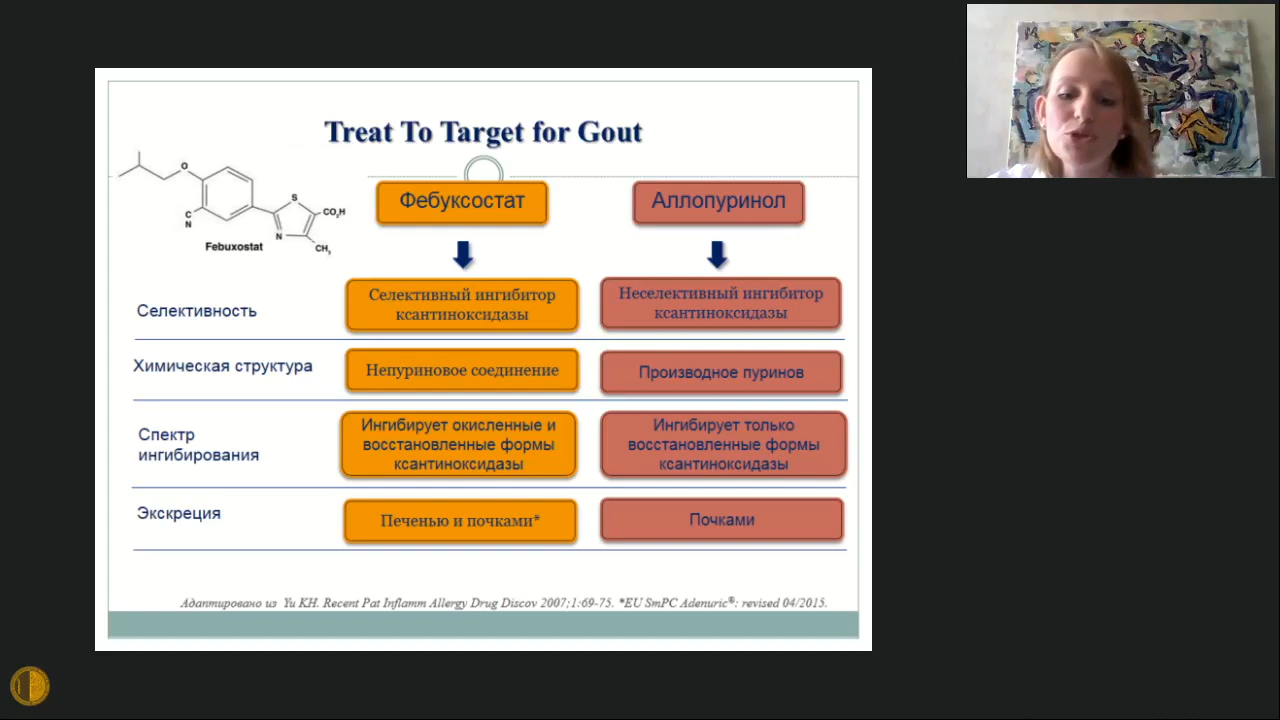 Treat To Target for Gout
O
S
C
N
N
CO₂H
CH₃
Febuxostat
Фебуксостат
Аллопуринол
Селективность
Селективный ингибитор
ксантиноксидазы
Неселективный ингибитор
ксантиноксидазы
Химическая структура
Непуриновое соединение
Производное пуринов
Спектр
ингибирования
Ингибирует окисленные и
восстановленные формы
ксантиноксидазы
Ингибирует только
восстановленные формы
ксантиноксидазы
Экскреция
Печенью и почками*
Почками
Адаптировано из Yu KH. Recent Pat Inflamm Allergy Drug Discov 2007;1:69-75. *EU SmPC Adenuric®: revised 04/2015.